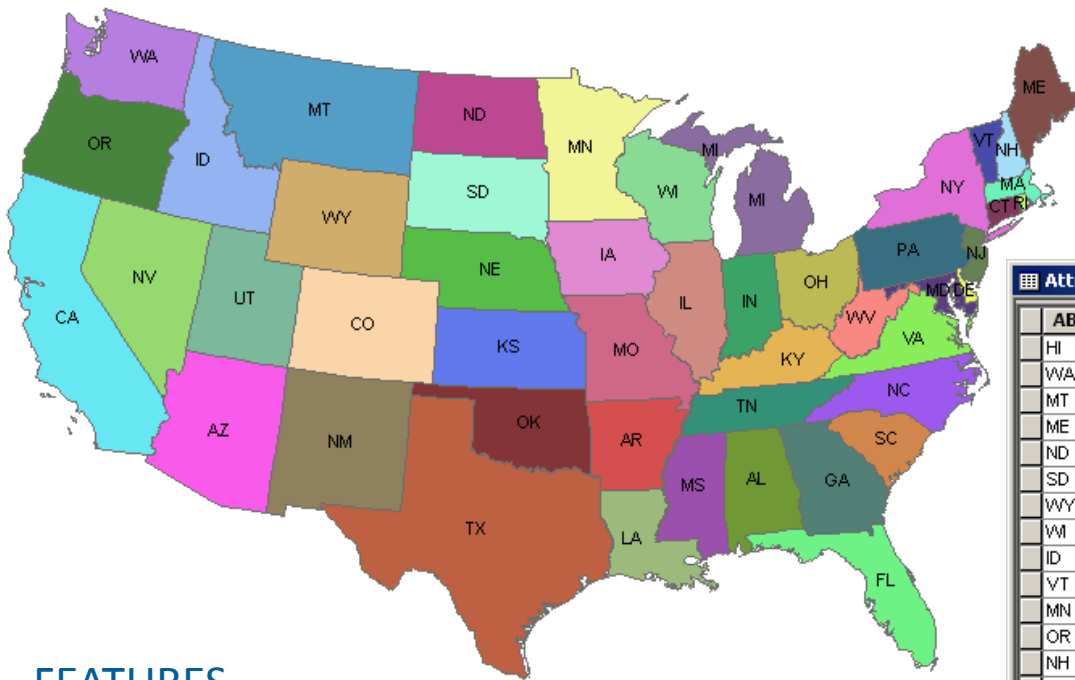 WA
MT
ND
MN
ME
OR
ID
SD
WI
MI
MI
VT
NH
NY
MA
CT
RI
WY
NE
IA
PA
NJ
NV
UT
CO
KS
MO
IL
IN
OH
WV
MD
DE
VA
CA
KY
AZ
NM
OK
AR
TN
NC
SC
TX
LA
MS
AL
GA
FL
FEATURES
Att
AB
HI
WA
MT
ME
ND
SD
WY
WI
ID
VT
MN
OR
NH